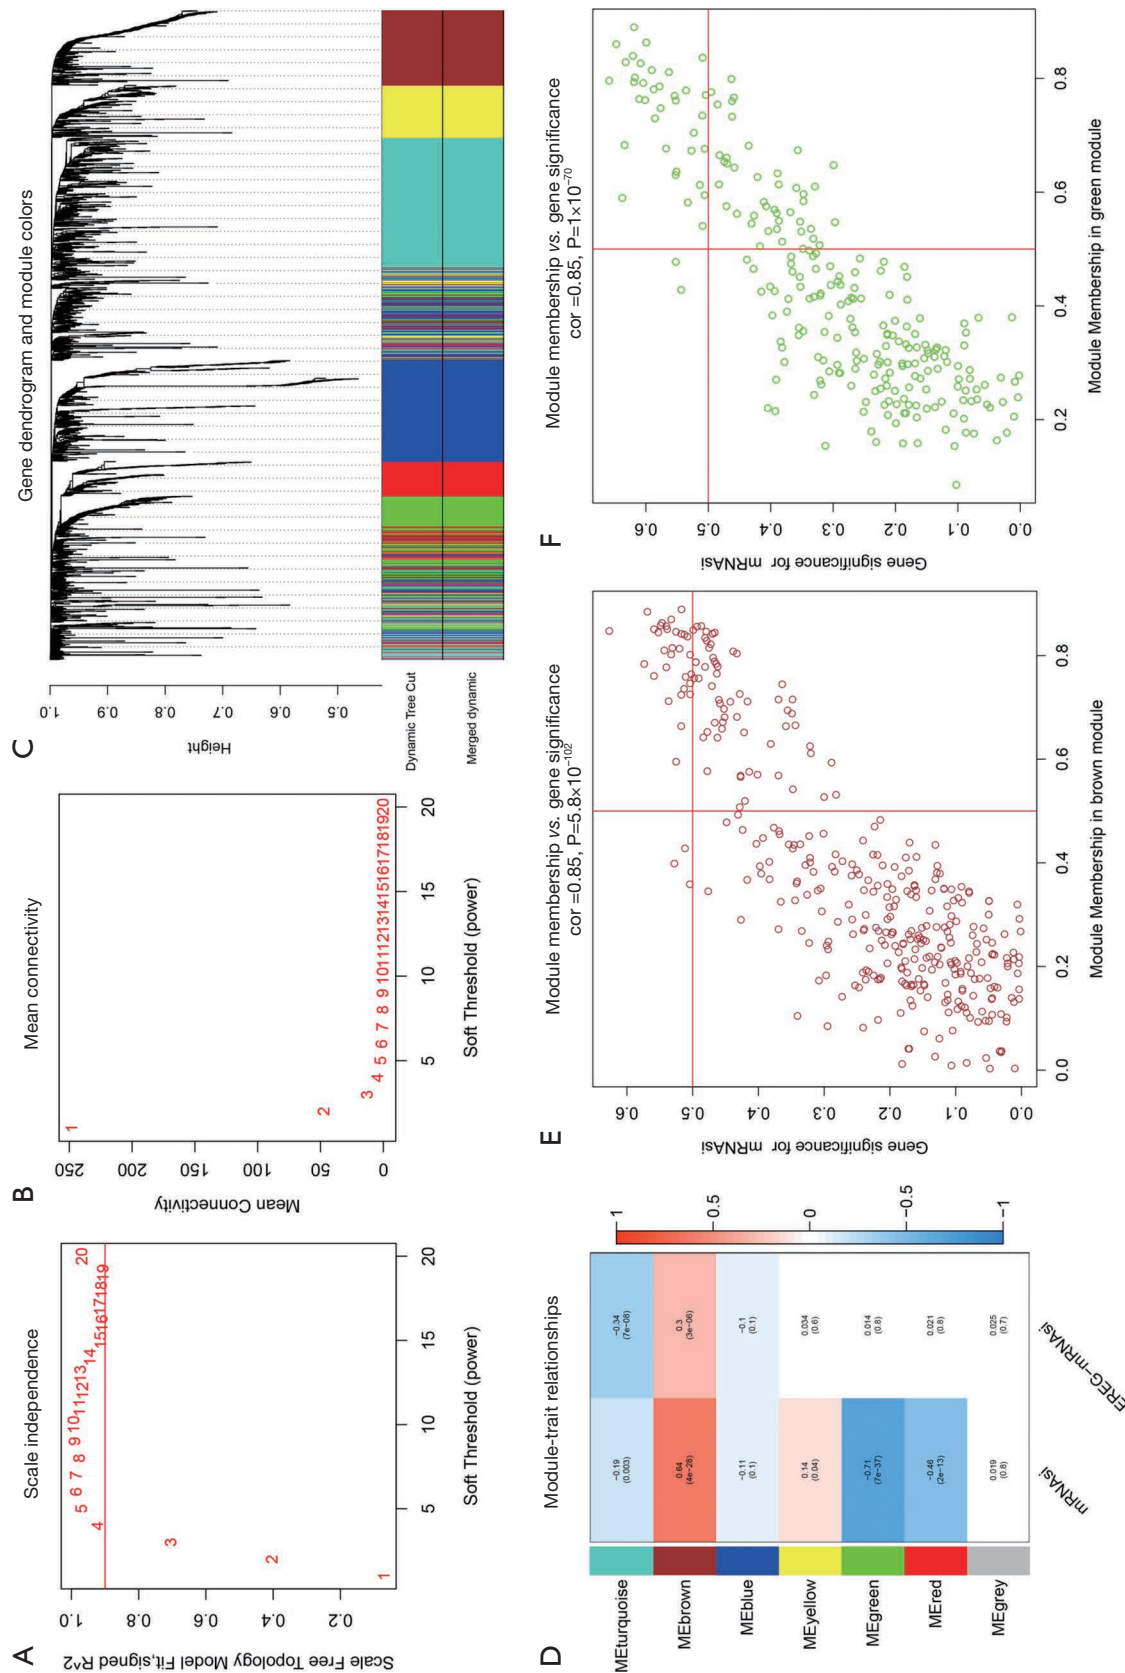 A
Scale independence
Scale Free Topology Model Fit,signed R^2
1.0
0.8
0.6
0.4
0.2
1
2
3
4
5
6
7
8
9
10
11
12
13
14
15
16
17
18
19
20
5
10
15
20
Soft Threshold (power)
B
Mean connectivity
Mean Connectivity
250
200
150
100
50
0
1
2
3
4
5
6
7
8
9
10
11
12
13
14
15
16
17
18
19
20
5
10
15
20
Soft Threshold (power)
C
Gene dendrogram and module colors
Height
1.0
0.9
0.8
0.7
0.6
0.5
Dynamic Tree Cut
Merged dynamic
D
Module-trait relationships
MEturquoise
−0.19
(0.003)
−0.34
(7e−08)
MEbrown
0.64
(4e−28)
0.3
(3e−06)
MEblue
−0.11
(0.1)
−0.1
(0.1)
MEyellow
0.14
(0.04)
0.034
(0.6)
MEgreen
−0.71
(7e−37)
0.014
(0.8)
MEred
−0.46
(2e−13)
0.021
(0.8)
MEgrey
0.019
(0.8)
0.025
(0.7)
mRNAsi
EREG−mRNAsi
1
0.5
0
−0.5
−1
E
Module membership vs. gene significance
cor =0.85, P=5.8×10⁻¹⁰²
Gene significance for mRNAsi
0.6
0.5
0.4
0.3
0.2
0.1
0.0
0.0
0.2
0.4
0.6
0.8
Module Membership in brown module
F
Module membership vs. gene significance
cor =0.85, P=1×10⁻⁷⁰
Gene significance for mRNAsi
0.6
0.5
0.4
0.3
0.2
0.1
0.0
0.2
0.4
0.6
0.8
Module Membership in green module